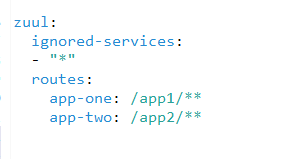 zuul:
  ignored-services:
  - "*"
  routes:
    app-one: /app1/**
    app-two: /app2/**